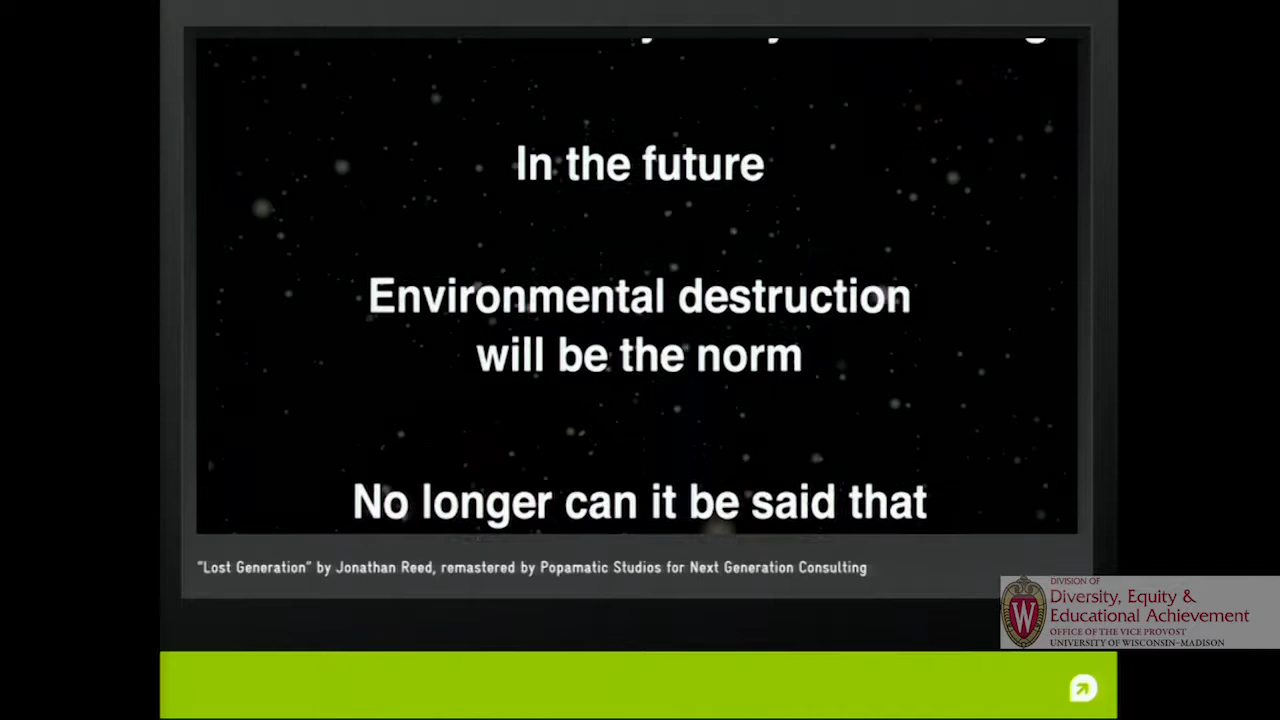 In the future
Environmental destruction
will be the norm
No longer can it be said that
"Lost Generation" by Jonathan Reed, remastered by Popamatic Studios for Next Generation Consulting
DIVISION OF
Diversity, Equity &
Educational Achievement
OFFICE OF THE VICE PROVOST
UNIVERSITY OF WISCONSIN–MADISON
W